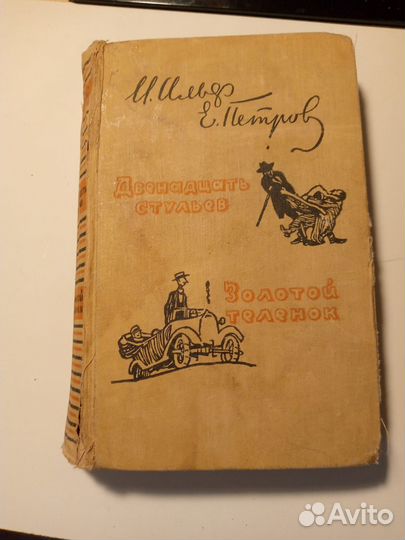 И. Ильф
Е. Петров
Двенадцать
стульев
Золотой
теленок
Avito